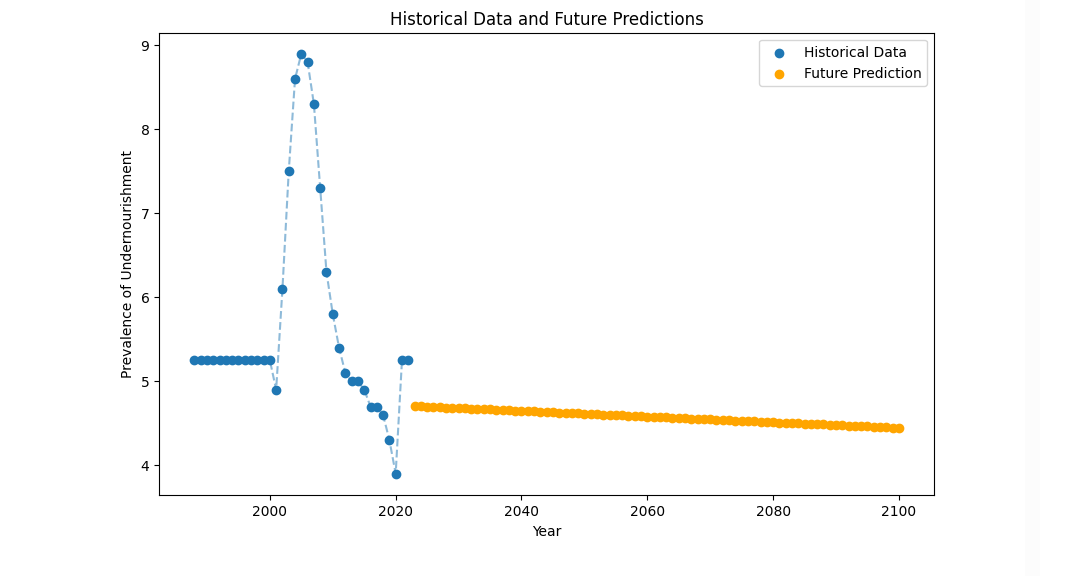 Historical Data and Future Predictions
9
8
7
6
5
4
Prevalence of Undernourishment
Historical Data
Future Prediction
2000 2020 2040 2060 2080 2100
Year